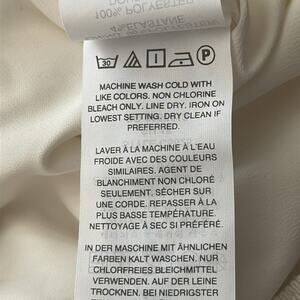 100% POLYESTER
4% ELASTANE
30
P
MACHINE WASH COLD WITH
LIKE COLORS. NON CHLORINE
BLEACH ONLY. LINE DRY. IRON ON
LOWEST SETTING. DRY CLEAN IF
PREFERRED.
LAVER À LA MACHINE À L'EAU
FROIDE AVEC DES COULEURS
SIMILAIRES. AGENT DE
BLANCHIMENT NON CHLORÉ
SEULEMENT. SÉCHER SUR
UNE CORDE. REPASSER À LA
PLUS BASSE TEMPÉRATURE.
NETTOYAGE À SEC SI PRÉFÉRÉ.
IN DER MASCHINE MIT ÄHNLICHEN
FARBEN KALT WASCHEN. NUR
CHLORFREIES BLEICHMITTEL
VERWENDEN. AUF DER LEINE
TROCKNEN. BEI NIEDRIGSTER